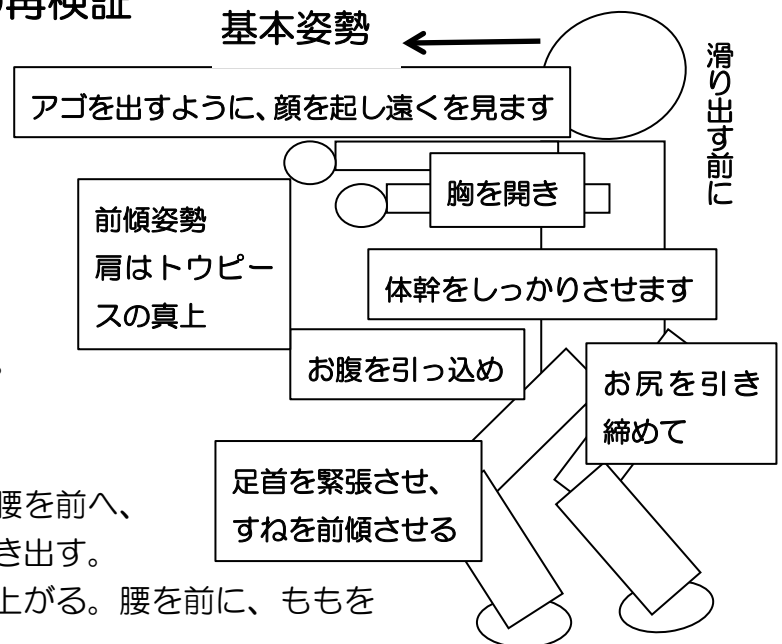 再検証
基本姿勢
滑り出す前に
アゴを出すように、顔を起し遠くを見ます
胸を開き
前傾姿勢
肩はトウピー
スの真上
体幹をしっかりさせます
お腹を引っ込め
お尻を引き
締めて
足首を緊張させ、
すねを前傾させる
腰を前へ、
き出す。
上がる。腰を前に、ももを